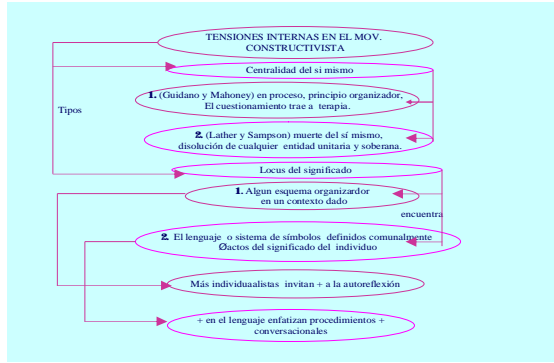 TENSIONES INTERNAS EN EL MOV.
CONSTRUCTIVISTA
Centralidad del si mismo
1. (Guidano y Mahoney) en proceso, principio organizador,
El cuestionamiento trae a terapia.
Tipos
2. (Lather y Sampson) muerte del sí mismo,
disolución de cualquier entidad unitaria y soberana.
Locus del significado
1. Algun esquema organizardor
en un contexto dado
encuentra
2. El lenguaje o sistema de símbolos definidos comunalmente
Øactos del significado del individuo
Más individuaalistas invitan + a la autoreflexión
+ en el lenguaje enfatizan procedimientos +
conversacionales